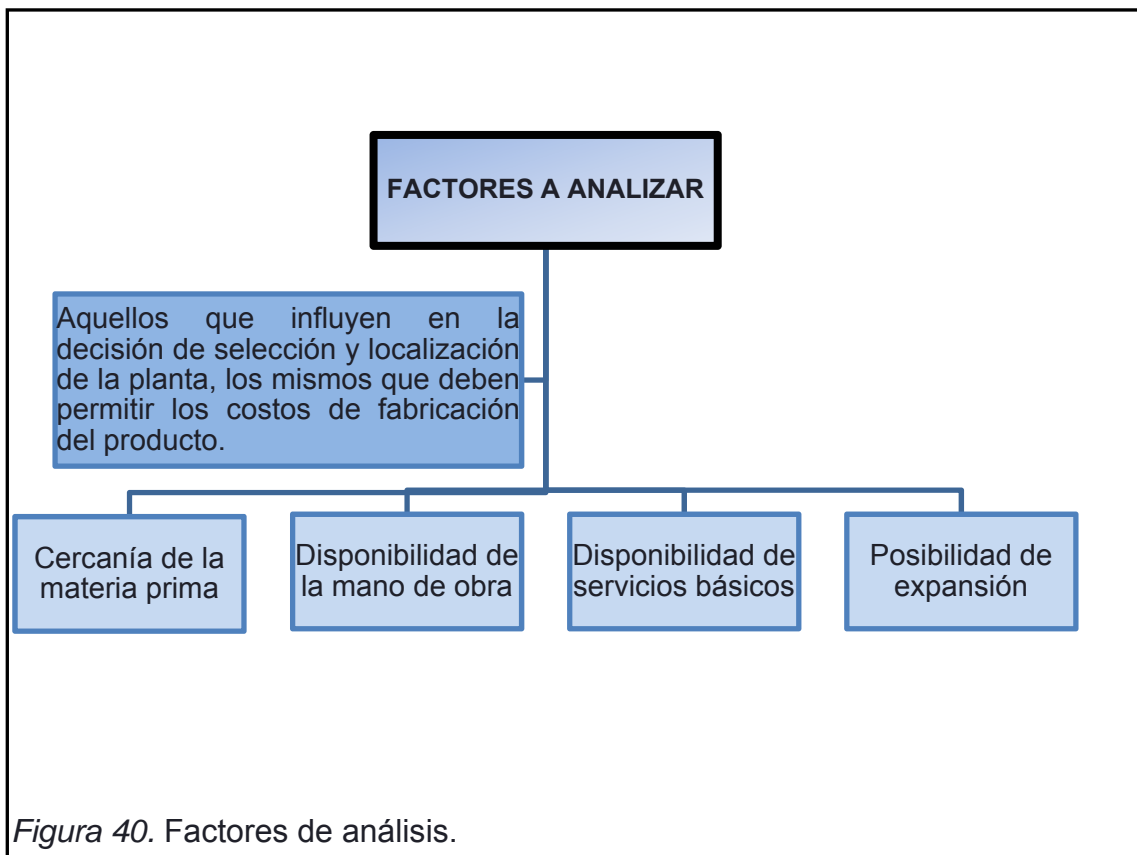 FACTORES A ANALIZAR
Aquellos que influyen en la
decisión de selección y localización
de la planta, los mismos que deben
permitir los costos de fabricación
del producto.
Cercanía de la
materia prima
Disponibilidad de
la mano de obra
Disponibilidad de
servicios básicos
Posibilidad de
expansión
Figura 40. Factores de análisis.